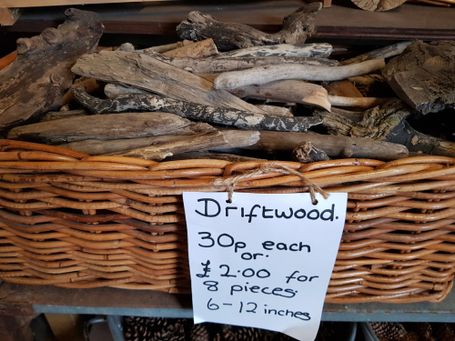 Driftwood.
30p each
or:
£2.00 for
8 pieces.
6-12 inches